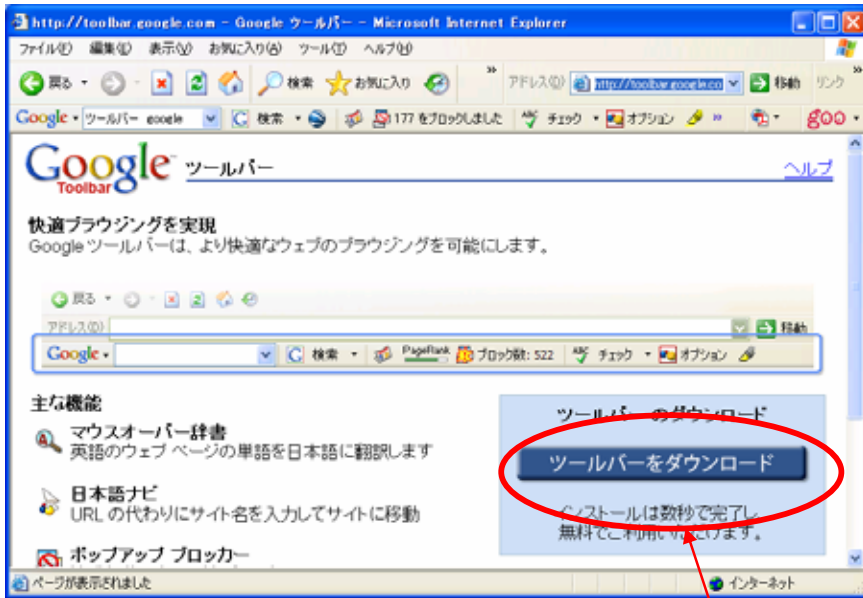 http://toolbar.google.com - Google ツールバー - Microsoft Internet Explorer
ファイル(F) 編集(E) 表示(V) お気に入り(A) ツール(T) ヘルプ(H)
戻る 検索 お気に入り » アドレス(D) http://toolbar.google.co 移動 リンク »
Google ツールバー google 検索 177 をブロックしました ABC チェック オプション » goo
Google™ ツールバー ヘルプ
Toolbar
快適ブラウジングを実現
Google ツールバーは、より快適なウェブのブラウジングを可能にします。
戻る
アドレス(D) 移動
Google 検索 PageRank ブロック数: 522 ABC チェック オプション
主な機能
マウスオーバー辞書
英語のウェブ ページの単語を日本語に翻訳します
日本語ナビ
URL の代わりにサイト名を入力してサイトに移動
ポップアップ ブロッカー
ツールバーのダウンロード
ツールバーをダウンロード
インストールは数秒で完了し、
無料でご利用いただけます。
ページが表示されました インターネット